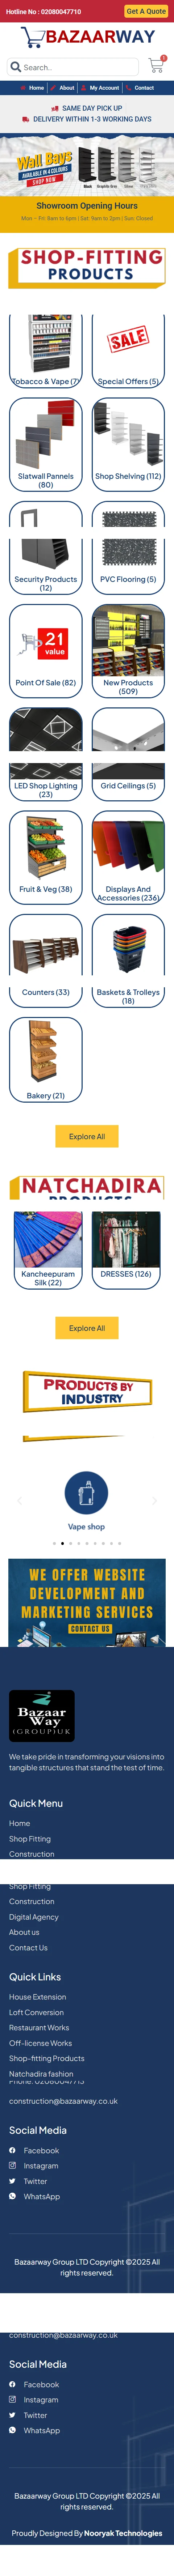 Hotline No : 02080047710
Get A Quote
BAZAARWAY
Search..
Home
About
My Account
Contact
SAME DAY PICK UP
DELIVERY WITHIN 1-3 WORKING DAYS
Wall Bays
AVAILABLE IN 4 COLOURS
SHOP NOW
Black
Graphite Grey
Silver
Showroom Opening Hours
Mon – Fri: 8am to 6pm | Sat: 9am to 2pm | Sun: Closed
SHOP-FITTING
PRODUCTS
Tobacco & Vape (7)
Special Offers (5)
SALE
Slatwall Pannels
(80)
Shop Shelving (112)
Security Products
(12)
PVC Flooring (5)
21
value
Point Of Sale (82)
New Products
(509)
LED Shop Lighting
(23)
Grid Ceilings (5)
Fruit & Veg (38)
Displays And
Accessories (236)
Counters (33)
Baskets & Trolleys
(18)
Bakery (21)
Explore All
NATCHADIRA
PRODUCTS
Kancheepuram
Silk (22)
DRESSES (126)
Explore All
PRODUCTS BY
INDUSTRY
Vape shop
WE OFFER WEBSITE
DEVELOPMENT AND
MARKETING SERVICES
CONTACT US
Bazaar
Way
(GROUP)UK
We take pride in transforming your visions into
tangible structures that stand the test of time.
Quick Menu
Home
Shop Fitting
Construction
Shop Fitting
Construction
Digital Agency
About us
Contact Us
Quick Links
House Extension
Loft Conversion
Restaurant Works
Off-license Works
Shop-fitting Products
Natchadira fashion
Phone: 02080047713
construction@bazaarway.co.uk
Social Media
Facebook
Instagram
Twitter
WhatsApp
Bazaarway Group LTD Copyright ©2025 All
rights reserved.
construction@bazaarway.co.uk
Social Media
Facebook
Instagram
Twitter
WhatsApp
Bazaarway Group LTD Copyright ©2025 All
rights reserved.
Proudly Designed By Nooryak Technologies